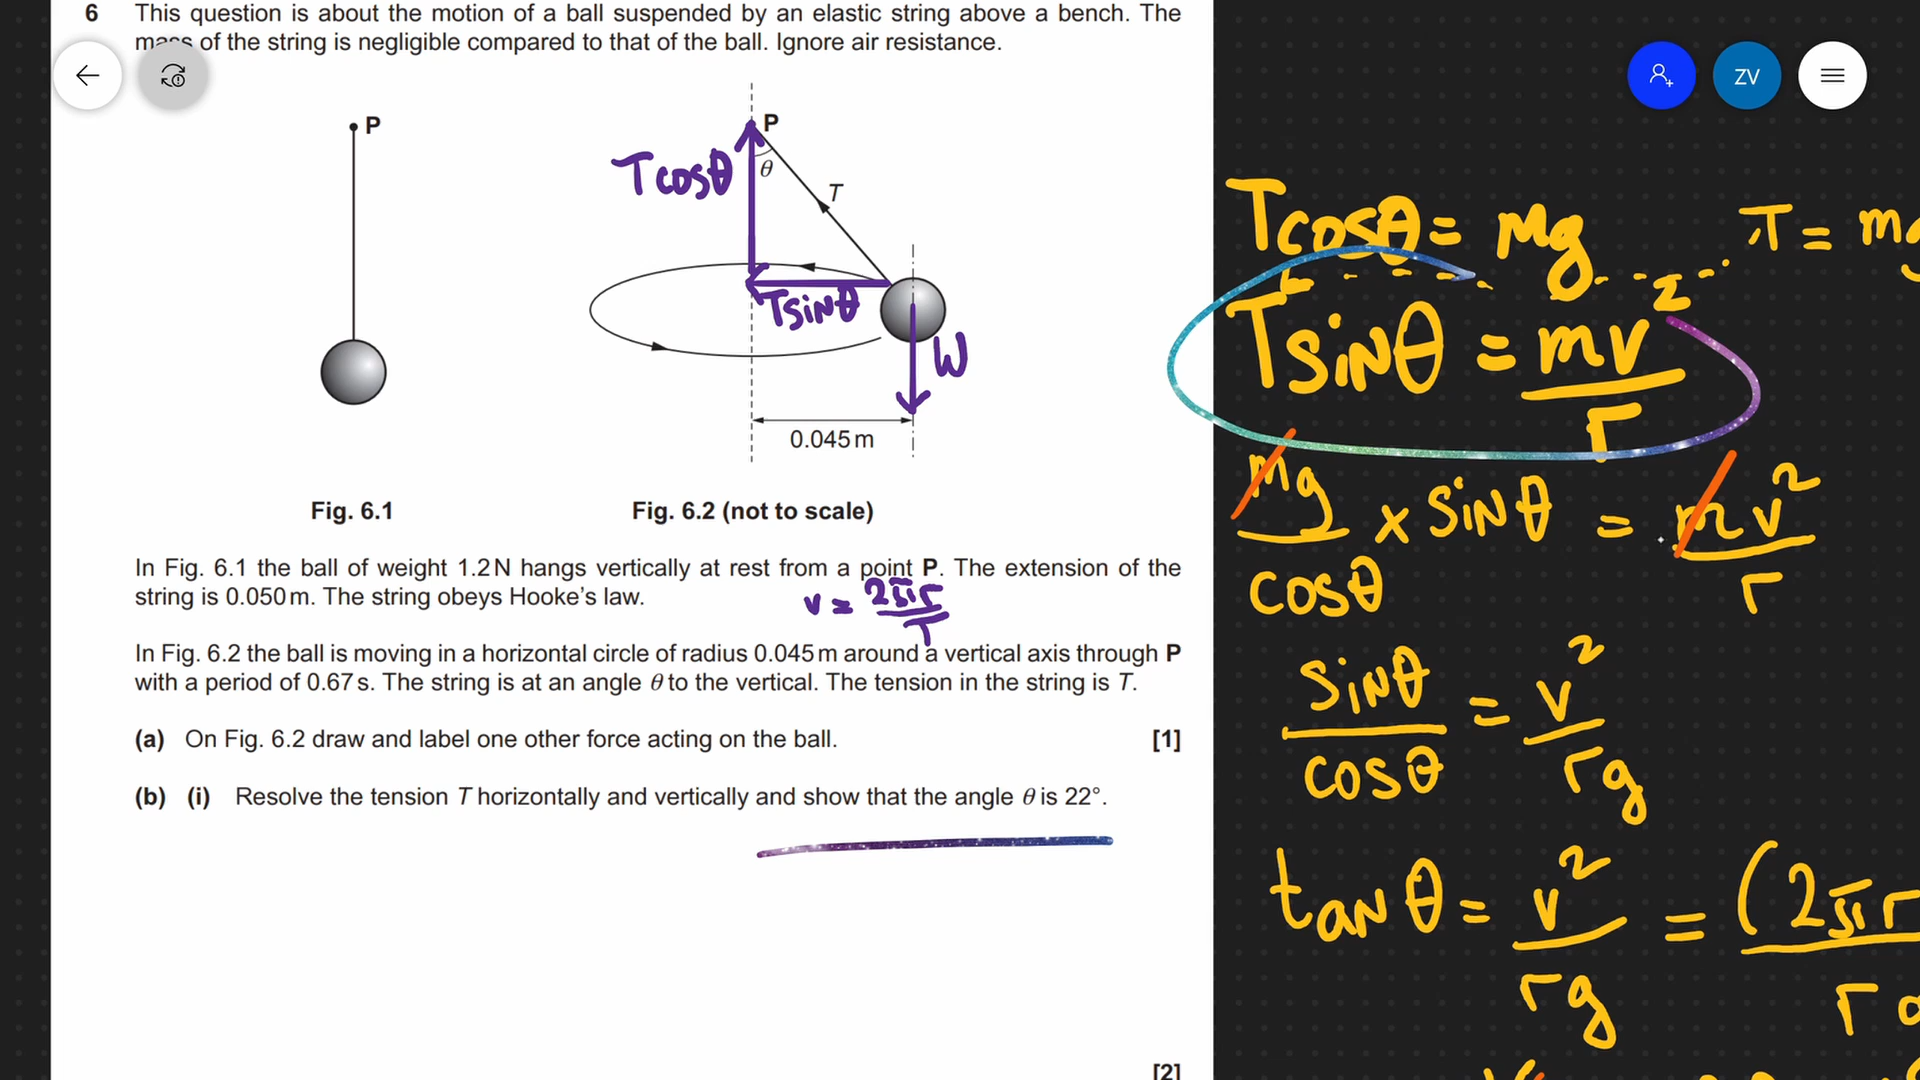 6 This question is about the motion of a ball suspended by an elastic string above a bench. The
mass of the string is negligible compared to that of the ball. Ignore air resistance.
ZV
P
P
θ
T
Tcosθ
Tsinθ
W
0.045 m
Fig. 6.1
Fig. 6.2 (not to scale)
In Fig. 6.1 the ball of weight 1.2 N hangs vertically at rest from a point P. The extension of the
string is 0.050 m. The string obeys Hooke's law.
v = 2πr/T
In Fig. 6.2 the ball is moving in a horizontal circle of radius 0.045 m around a vertical axis through P
with a period of 0.67 s. The string is at an angle θ to the vertical. The tension in the string is T.
(a) On Fig. 6.2 draw and label one other force acting on the ball. [1]
(b) (i) Resolve the tension T horizontally and vertically and show that the angle θ is 22°.
[2]
Tcosθ = Mg
T = m
Tsinθ = mv²/r
Mg/cosθ × sinθ = mv²/r
sinθ/cosθ = v²/rg
tanθ = v²/rg = (2πr
r